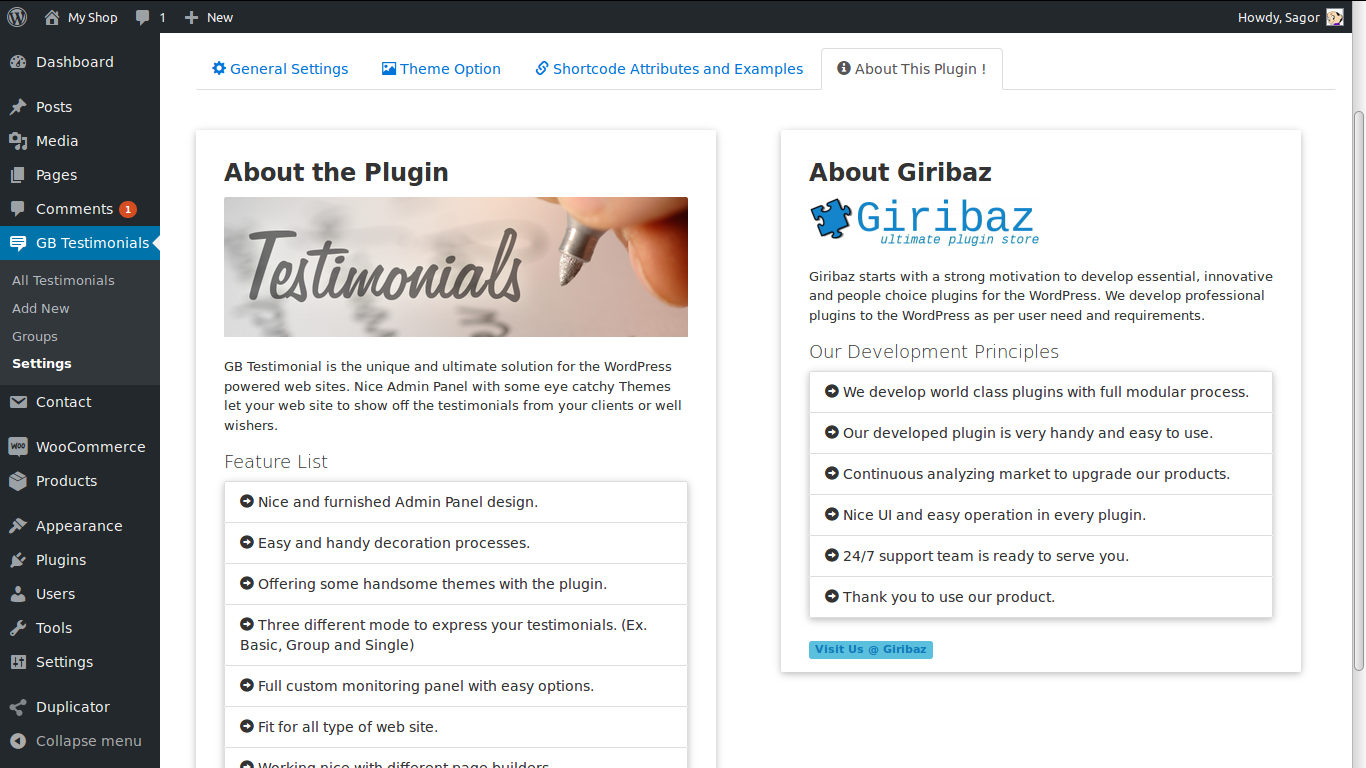 My Shop
1
New
Howdy, Sagor
Dashboard
Posts
Media
Pages
Comments 1
GB Testimonials
All Testimonials
Add New
Groups
Settings
Contact
WooCommerce
Products
Appearance
Plugins
Users
Tools
Settings
Duplicator
Collapse menu
General Settings
Theme Option
Shortcode Attributes and Examples
About This Plugin !
About the Plugin
Testimonials
GB Testimonial is the unique and ultimate solution for the WordPress
powered web sites. Nice Admin Panel with some eye catchy Themes
let your web site to show off the testimonials from your clients or well
wishers.
Feature List
Nice and furnished Admin Panel design.
Easy and handy decoration processes.
Offering some handsome themes with the plugin.
Three different mode to express your testimonials. (Ex.
Basic, Group and Single)
Full custom monitoring panel with easy options.
Fit for all type of web site.
Working nice with different page builders
About Giribaz
Giribaz
ultimate plugin store
Giribaz starts with a strong motivation to develop essential, innovative
and people choice plugins for the WordPress. We develop professional
plugins to the WordPress as per user need and requirements.
Our Development Principles
We develop world class plugins with full modular process.
Our developed plugin is very handy and easy to use.
Continuous analyzing market to upgrade our products.
Nice UI and easy operation in every plugin.
24/7 support team is ready to serve you.
Thank you to use our product.
Visit Us @ Giribaz